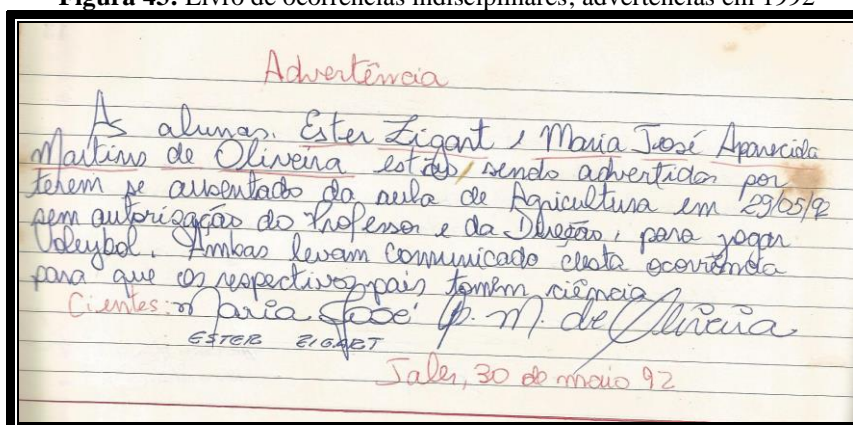 Figura 43: Livro de ocorrências indisciplinares, advertências em 1992
Advertência
As alunas. Ester Zigart e Maria José Aparecida
Martins de Oliveira estão sendo advertidas por
terem se ausentado da aula de Agricultura em 29/05/92
sem autorização do Professor e da Direção, para jogar
Voleybol. Ambas levam comunicado desta ocorrência
para que os respectivos pais tomem ciência
Cientes: Maria José Ap. M. de Oliveira
ESTER ZIGART
Jales, 30 de maio 92